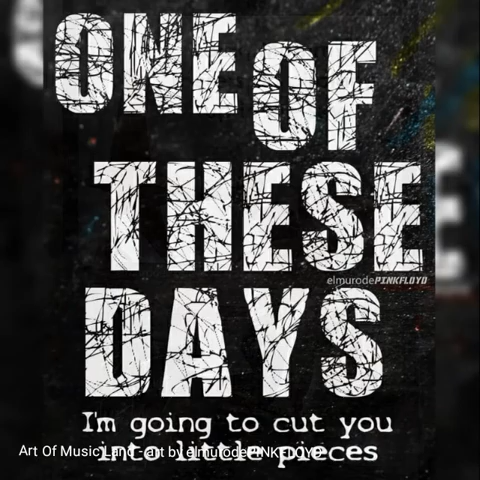 ONE
OF
THESE
elmurodePINKFLOYD
DAYS
I'm going to cut you
into little pieces
Art Of Music Land - art by elmurodePINKFLOYD